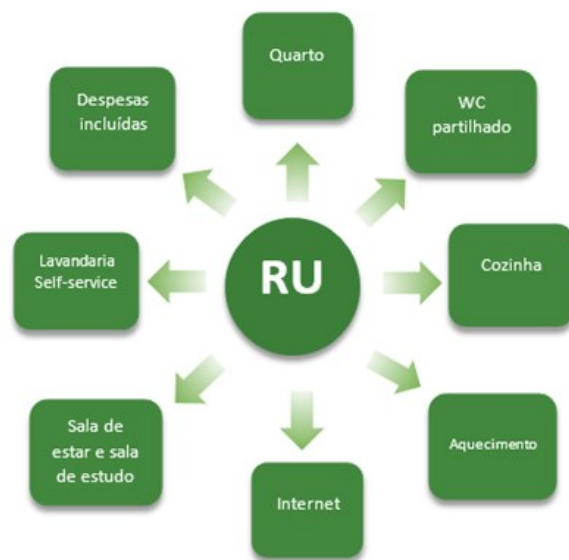 Quarto
Despesas
incluídas
WC
partilhado
Lavandaria
Self-service
RU
Cozinha
Sala de
estar e sala
de estudo
Aquecimento
Internet